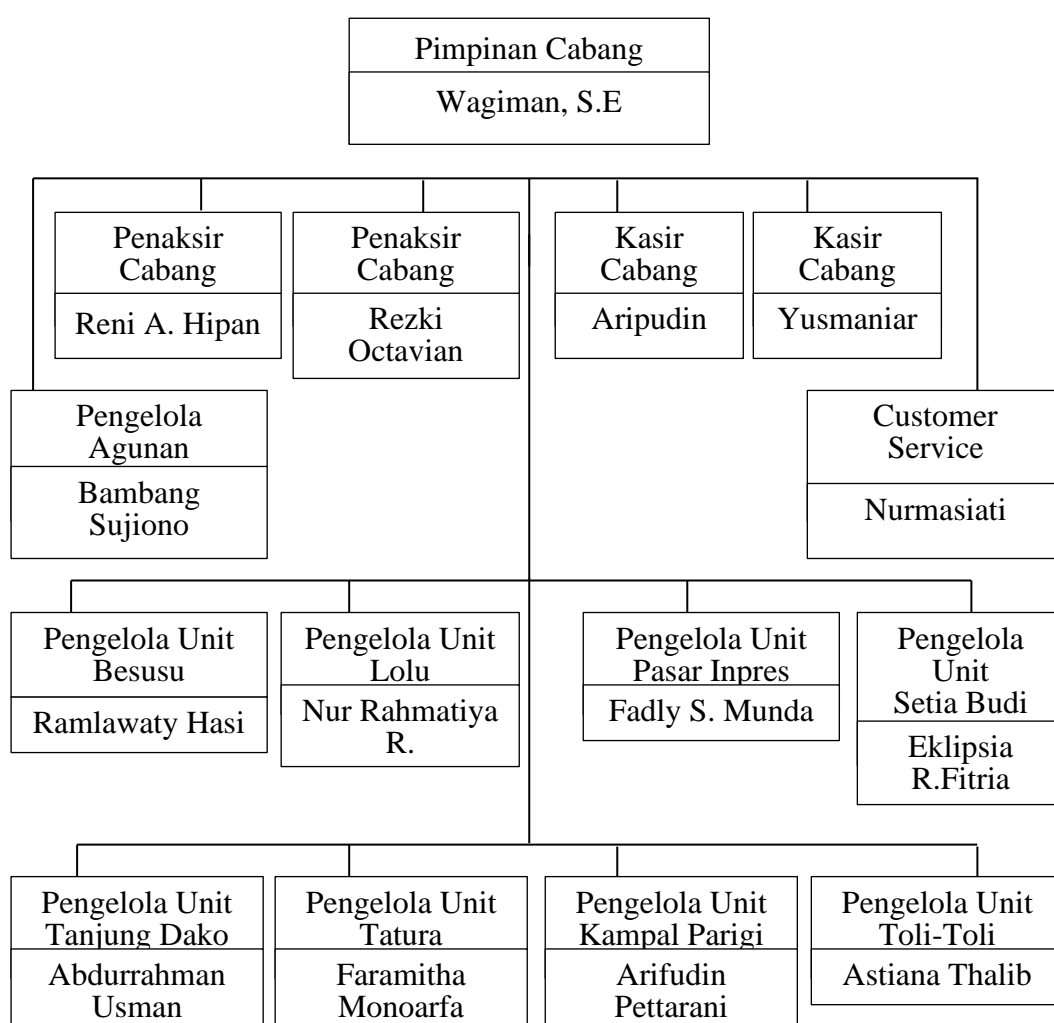 Pimpinan Cabang
Wagiman, S.E
Penaksir
Cabang
Reni A. Hipan
Penaksir
Cabang
Rezki
Octavian
Kasir
Cabang
Aripudin
Kasir
Cabang
Yusmaniar
Pengelola
Agunan
Bambang
Sujiono
Customer
Service
Nurmasiati
Pengelola Unit
Besusu
Ramlawaty Hasi
Pengelola Unit
Lolu
Nur Rahmatiya
R.
Pengelola Unit
Pasar Inpres
Fadly S. Munda
Pengelola
Unit
Setia Budi
Eklipsia
R.Fitria
Pengelola Unit
Tanjung Dako
Abdurrahman
Usman
Pengelola Unit
Tatura
Faramitha
Monoarfa
Pengelola Unit
Kampal Parigi
Arifudin
Pettarani
Pengelola Unit
Toli-Toli
Astiana Thalib